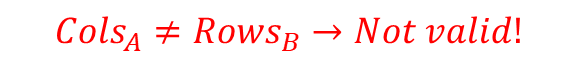 Cols_A ≠ Rows_B → Not valid!